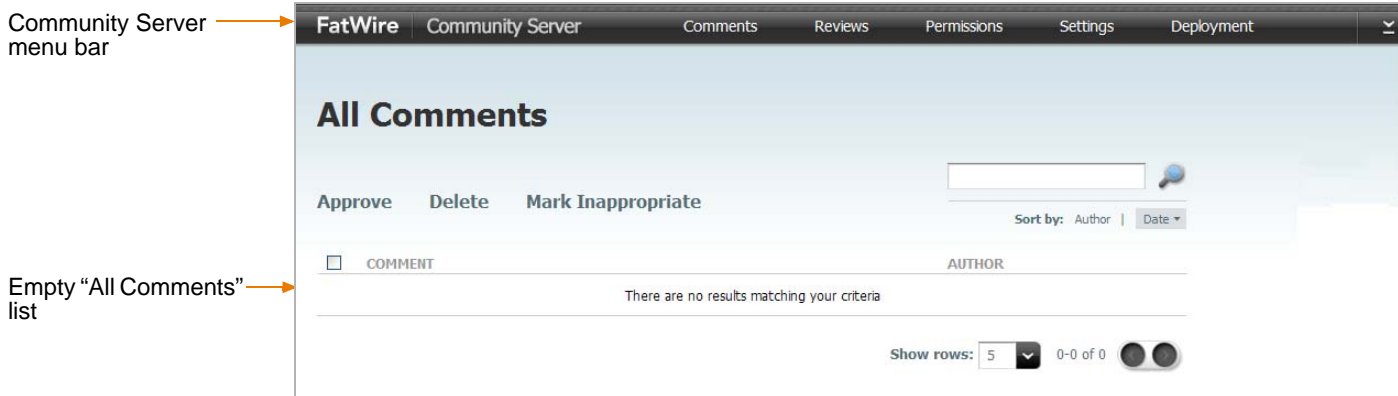 Community Server
menu bar
FatWire Community Server Comments Reviews Permissions Settings Deployment
All Comments
Approve Delete Mark Inappropriate
Sort by: Author | Date
COMMENT AUTHOR
Empty “All Comments”
list
There are no results matching your criteria
Show rows: 5 0-0 of 0